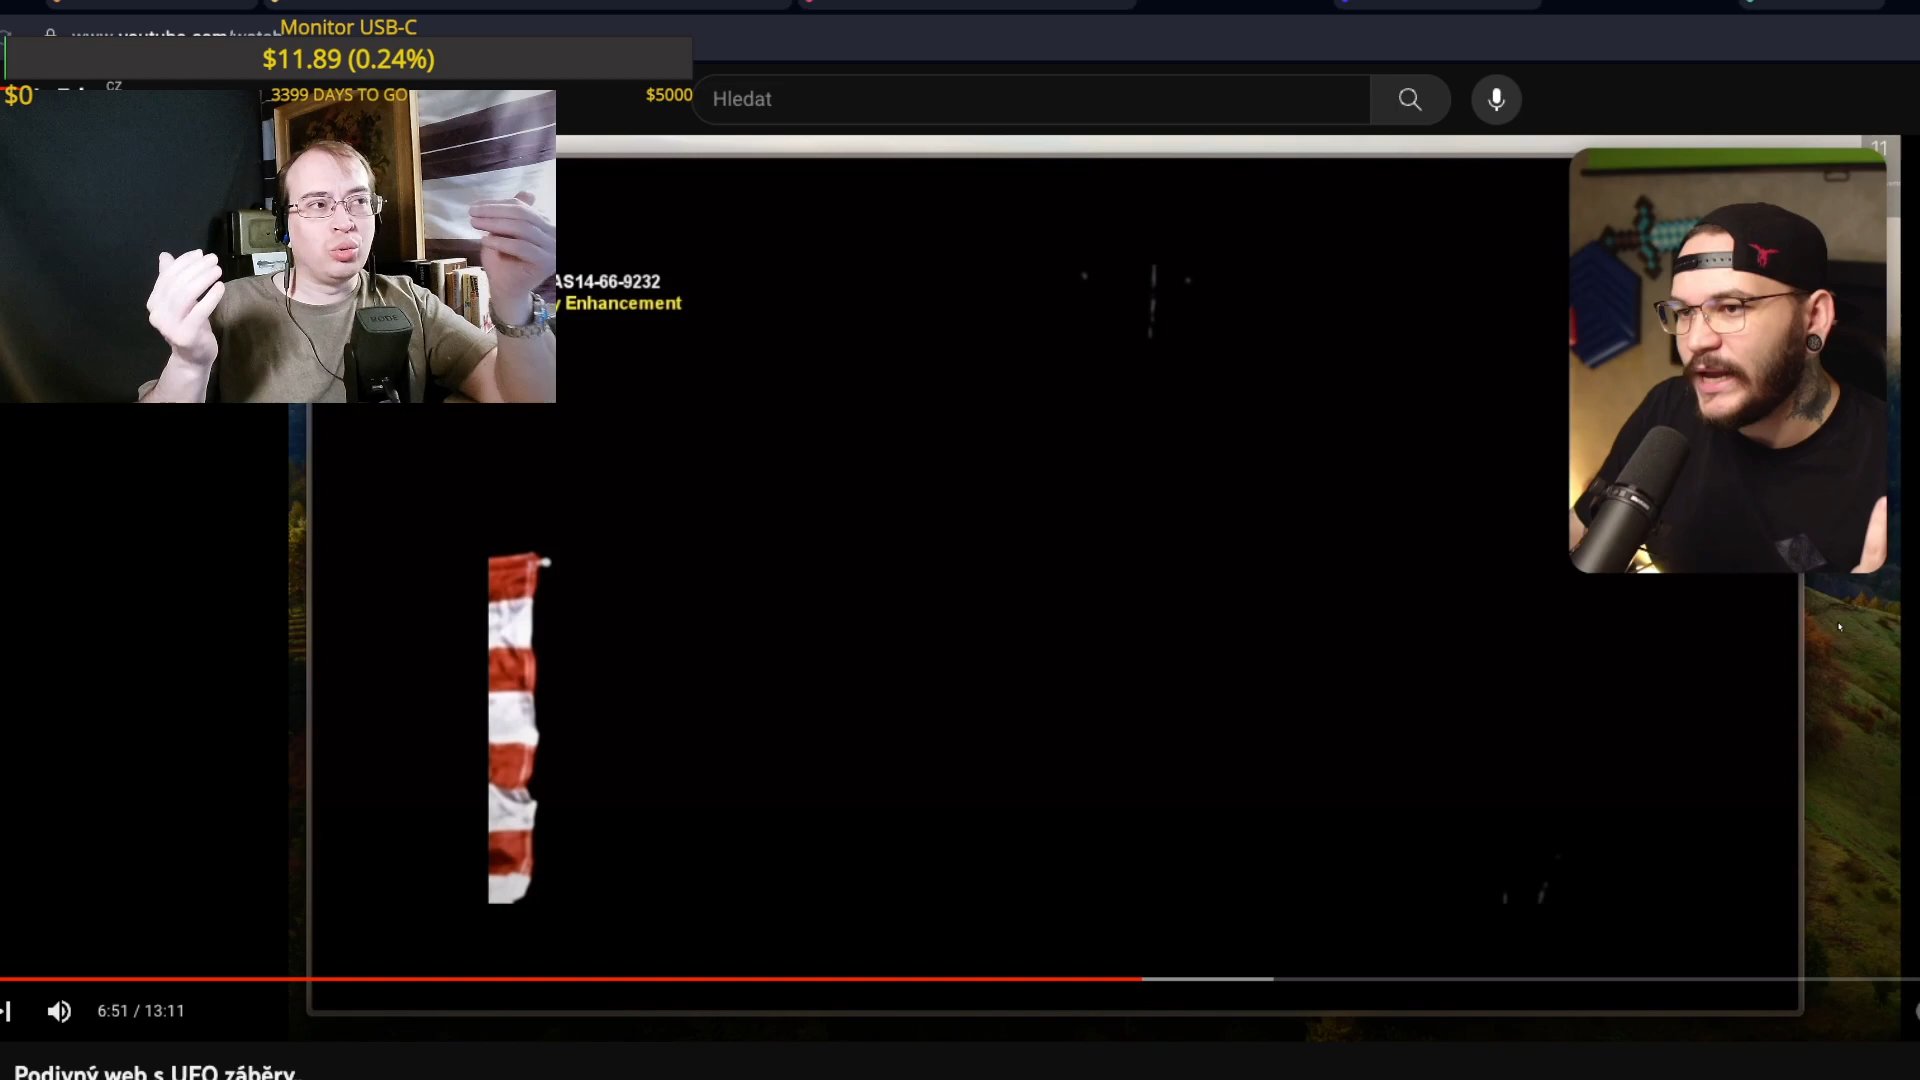 Monitor USB-C
$11.89 (0.24%)
$0
3399 DAYS TO GO
$5000
CZ
Hledat
11
AS14-66-9232
Enhancement
RODE
6:51 / 13:11
Podivný web s UFO záběry..